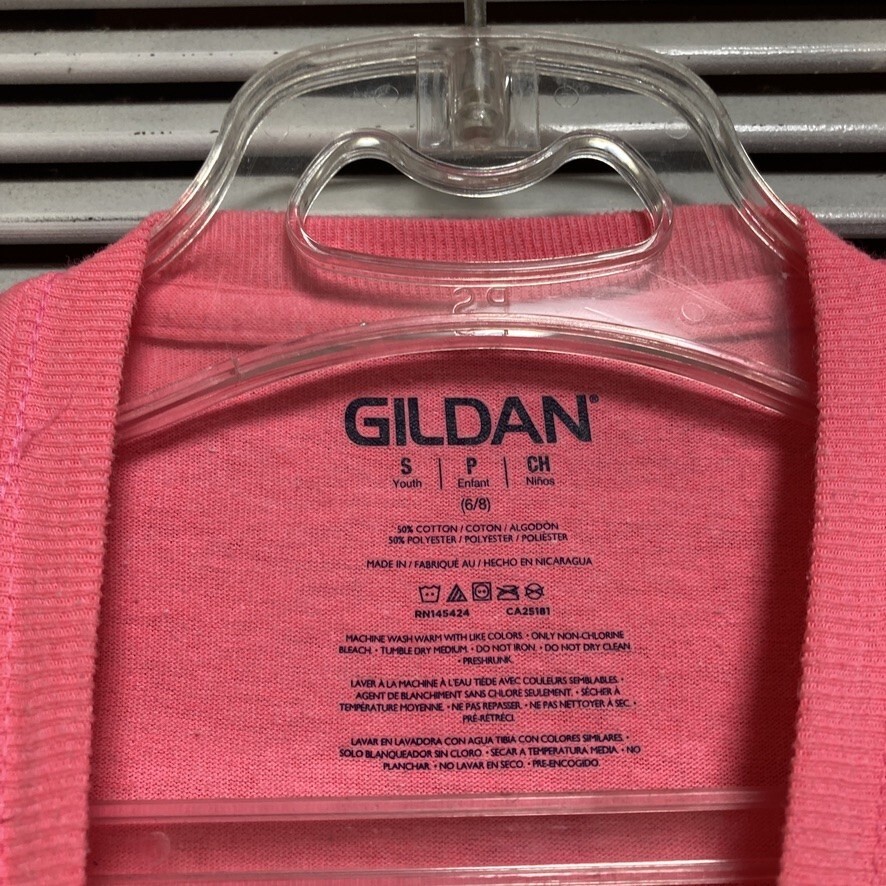 GILDAN®
S | P | CH
Youth Enfant Niños
(6/8)
50% COTTON / COTON / ALGODÓN
50% POLYESTER / POLYESTER / POLIÉSTER
MADE IN / FABRIQUÉ AU / HECHO EN NICARAGUA
RN145424 CA25181
MACHINE WASH WARM WITH LIKE COLORS • ONLY NON-CHLORINE
BLEACH • TUMBLE DRY MEDIUM • DO NOT IRON • DO NOT DRY CLEAN
• PRESHRUNK
LAVER À LA MACHINE À L'EAU TIÈDE AVEC COULEURS SEMBLABLES •
AGENT DE BLANCHIMENT SANS CHLORE SEULEMENT • SÉCHER À
TEMPÉRATURE MOYENNE • NE PAS REPASSER • NE PAS NETTOYER À SEC •
PRÉ-RÉTRÉCI
LAVAR EN LAVADORA CON AGUA TIBIA CON COLORES SIMILARES •
SOLO BLANQUEADOR SIN CLORO • SECAR A TEMPERATURA MEDIA • NO
PLANCHAR • NO LAVAR EN SECO • PRE-ENCOGIDO